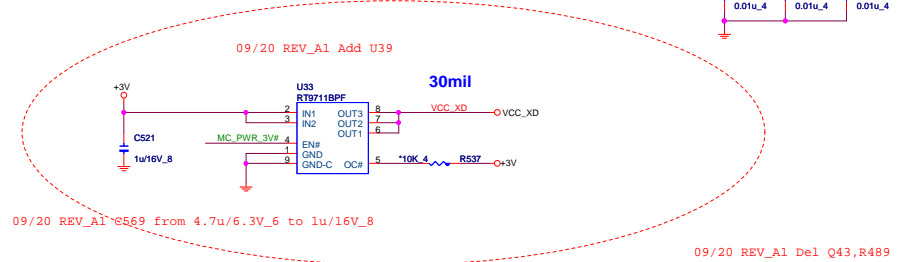 0.01u_4 0.01u_4 0.01u_4
09/20 REV_A1 Add U39
+3V
U33
RT9711BPF
30mil
2 IN1 OUT3 8 VCC_XD VCC_XD
3 IN2 OUT2 7
OUT1 6
C521
MC_PWR_3V# 4 EN#
1u/16V_8
1 GND
9 GND-C OC# 5 *10K_4 R537 +3V
09/20 REV_A1 C569 from 4.7u/6.3V_6 to 1u/16V_8
09/20 REV_A1 Del Q43,R489